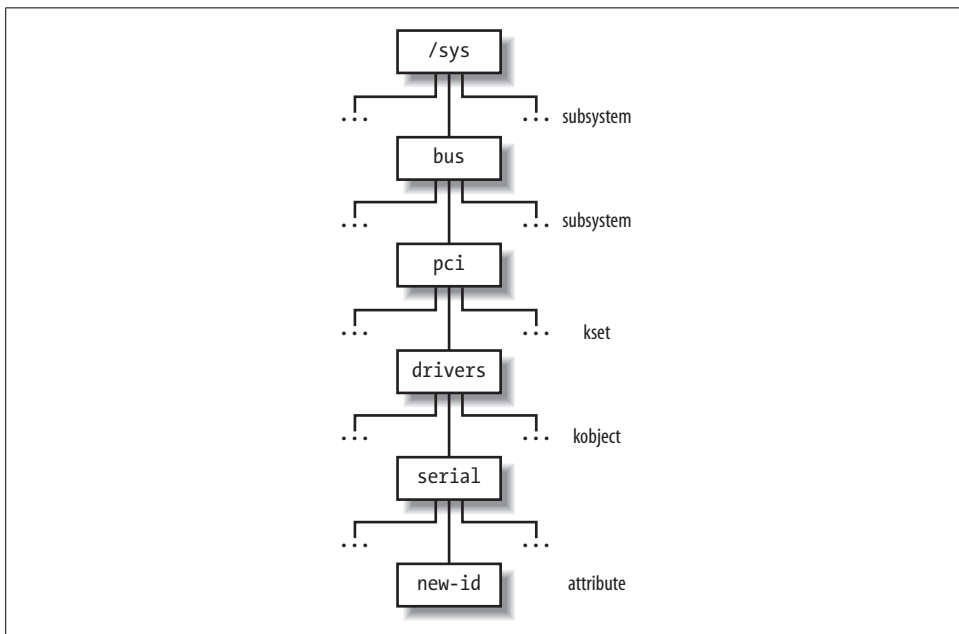 /sys
... ... subsystem
bus
... ... subsystem
pci
... ... kset
drivers
... ... kobject
serial
... ...
new-id attribute